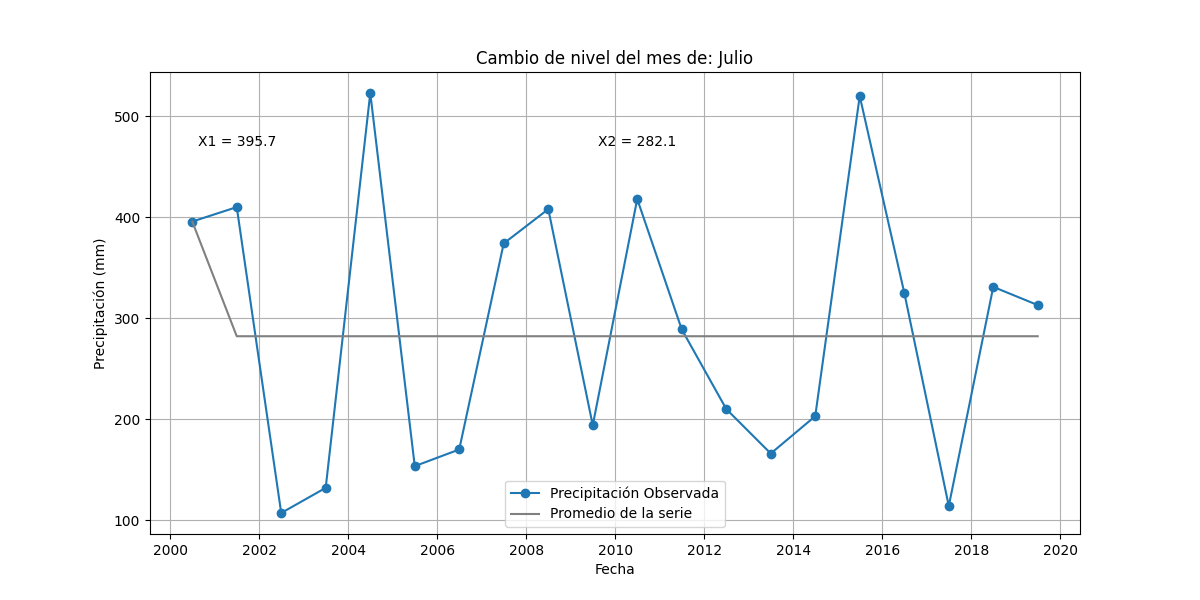 Cambio de nivel del mes de: Julio
Precipitación (mm)
500
400
300
200
100
X1 = 395.7
X2 = 282.1
Precipitación Observada
Promedio de la serie
2000 2002 2004 2006 2008 2010 2012 2014 2016 2018 2020
Fecha